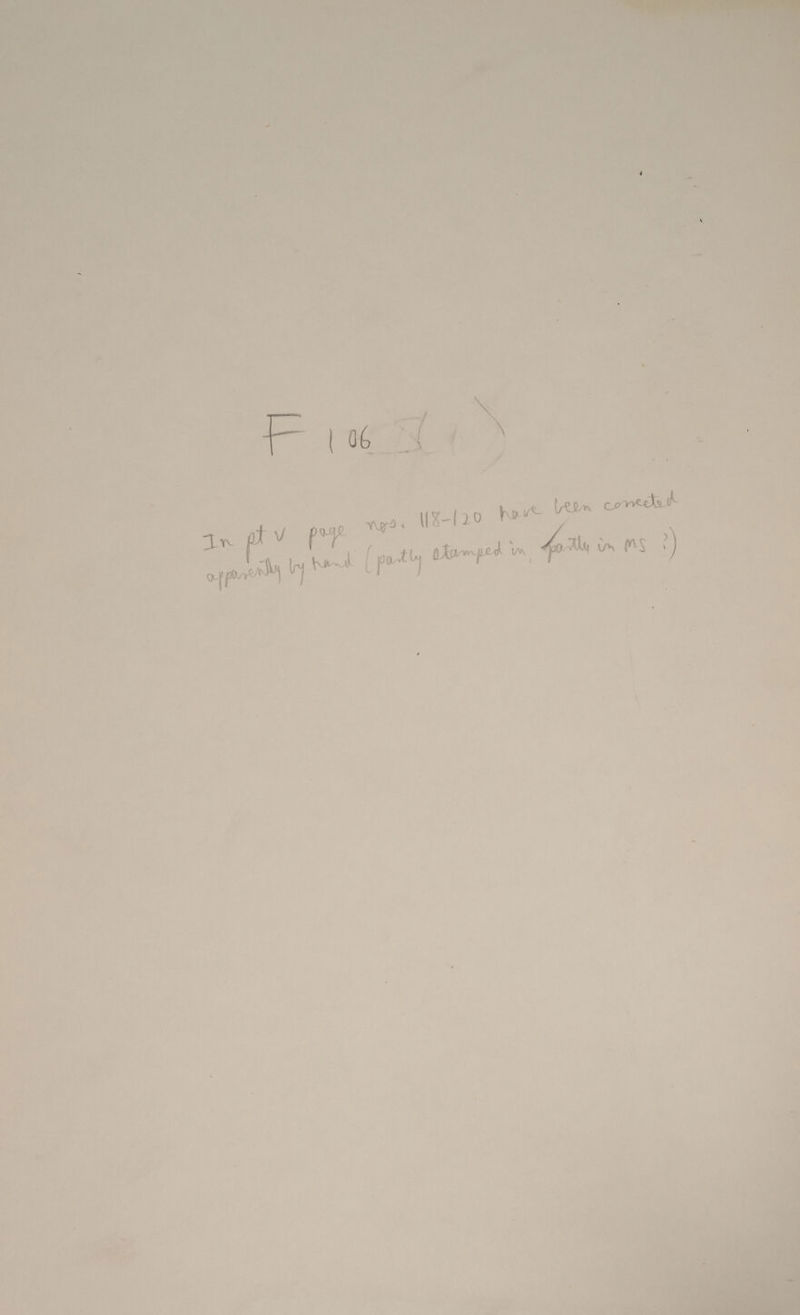 F 106
In pt V page nos. 118-120 have been corrected
apparently by hand (partly stamped in, partly in MS ?)